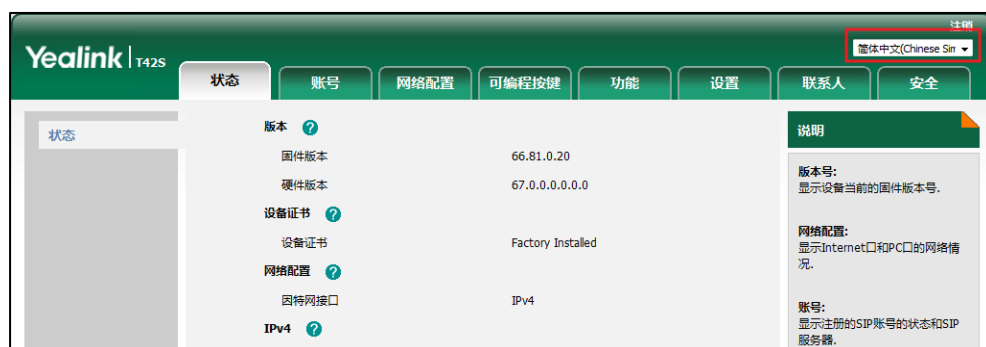 注销
简体中文(Chinese Sim
Yealink | T42S
状态 账号 网络配置 可编程按键 功能 设置 联系人 安全
状态
版本 ?
固件版本 66.81.0.20
硬件版本 67.0.0.0.0.0.0
设备证书 ?
设备证书 Factory Installed
网络配置 ?
因特网接口 IPv4
IPv4 ?
说明
版本号:
显示设备当前的固件版本号.
网络配置:
显示Internet口和PC口的网络情
况.
账号:
显示注册的SIP账号的状态和SIP
服务器.